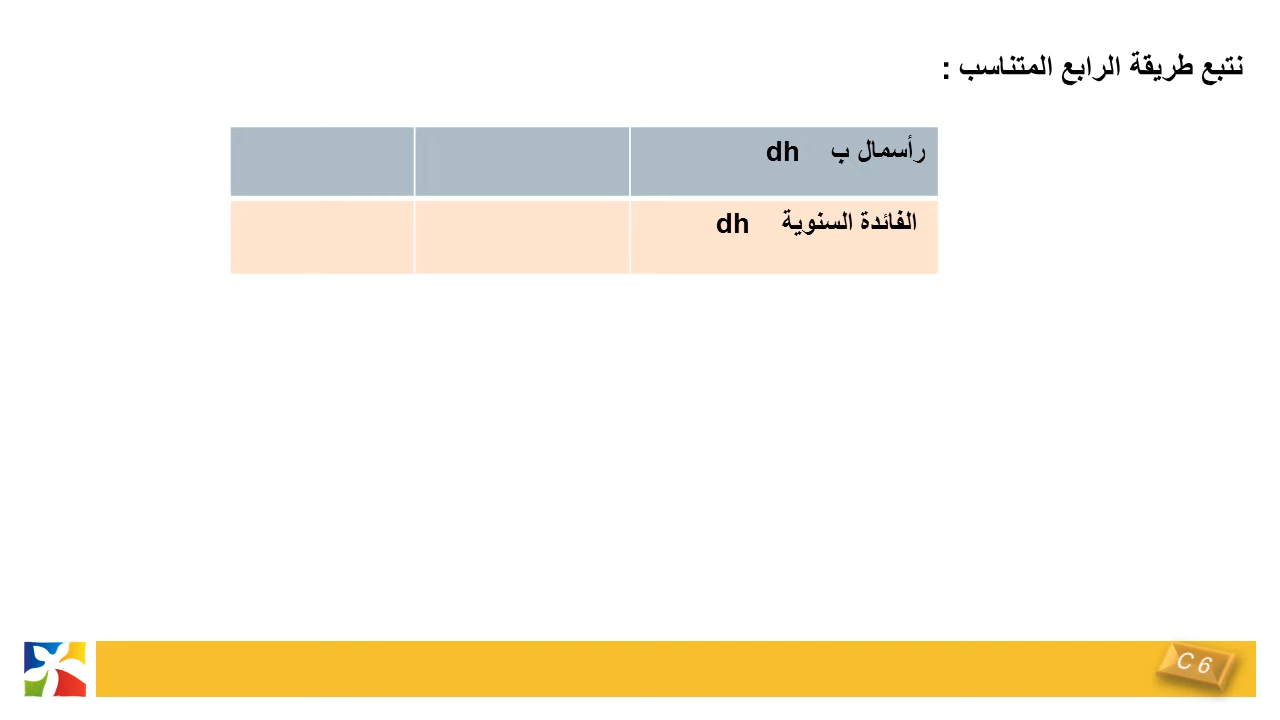 نتبع طريقة الرابع المتناسب :
رأسمال ب dh
الفائدة السنوية dh
C 6